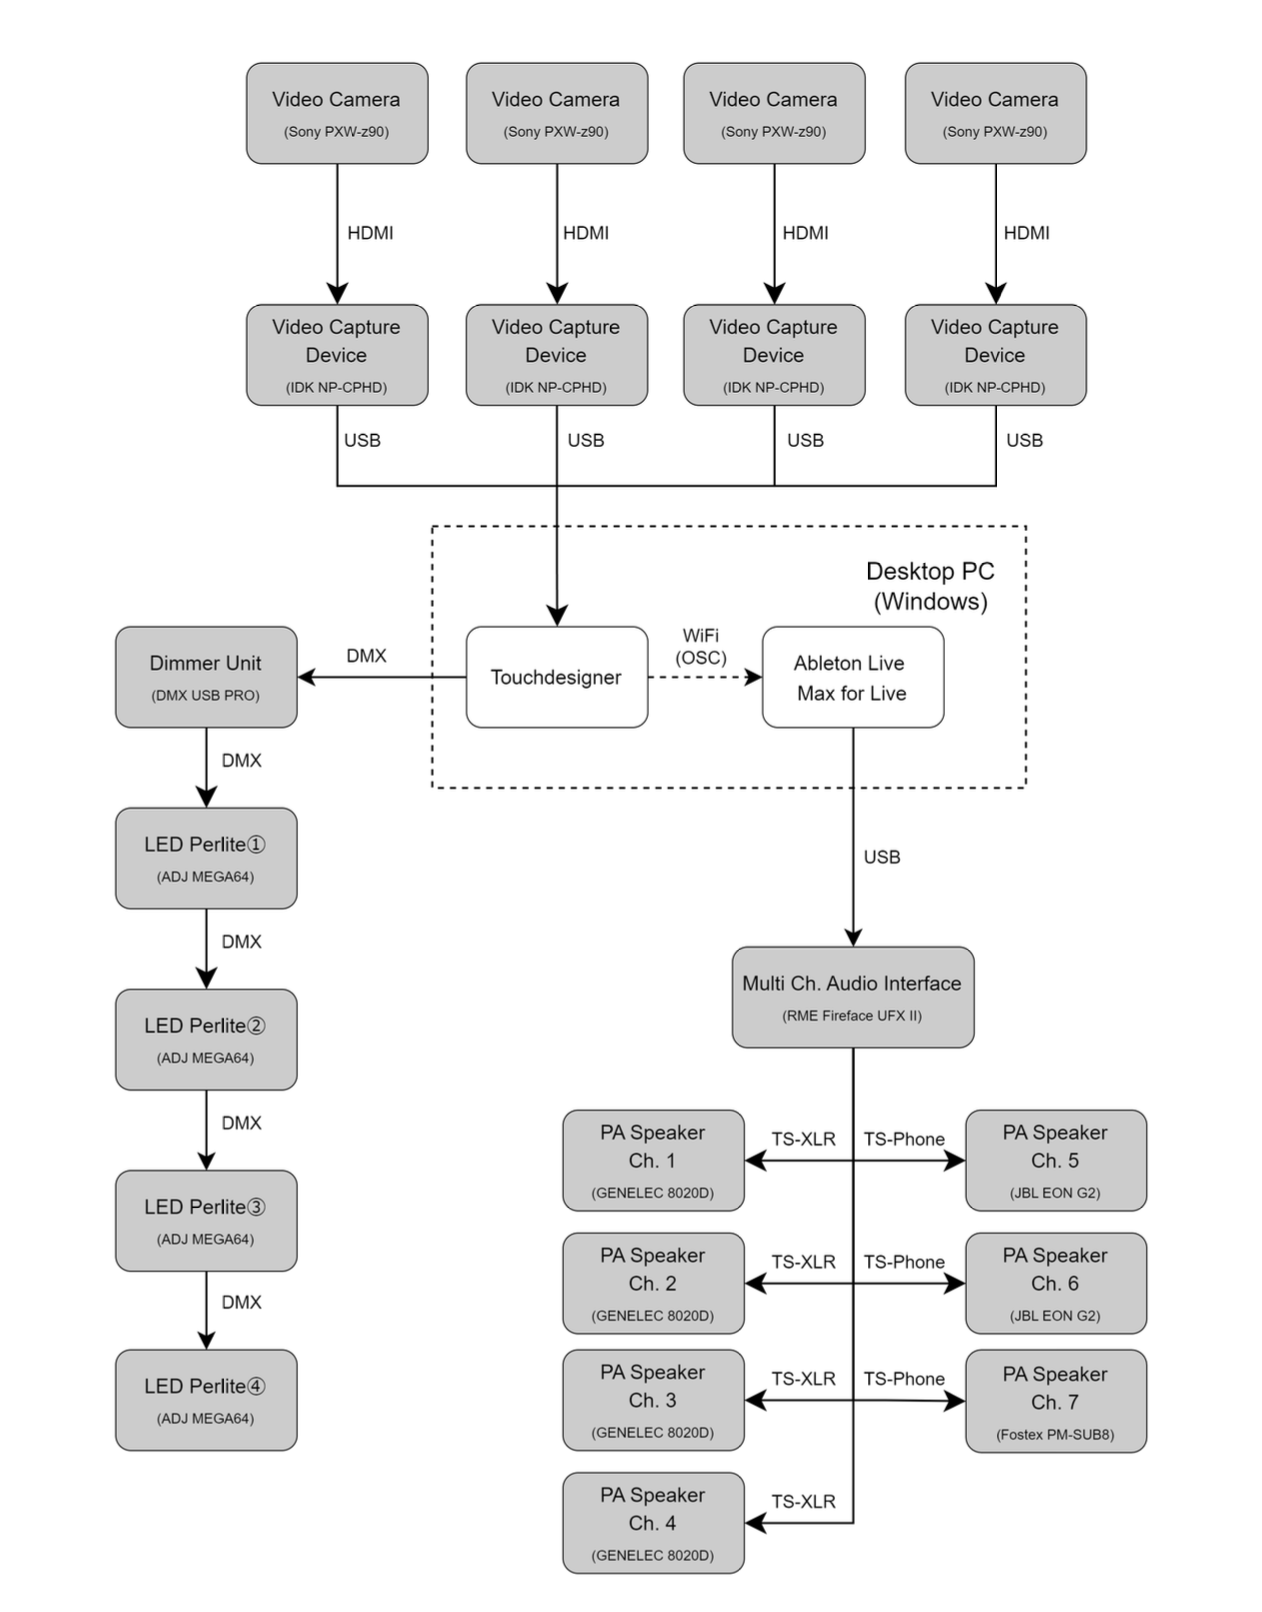 Video Camera
(Sony PXW-z90)
Video Camera
(Sony PXW-z90)
Video Camera
(Sony PXW-z90)
Video Camera
(Sony PXW-z90)
HDMI
HDMI
HDMI
HDMI
Video Capture
Device
(IDK NP-CPHD)
Video Capture
Device
(IDK NP-CPHD)
Video Capture
Device
(IDK NP-CPHD)
Video Capture
Device
(IDK NP-CPHD)
USB
USB
USB
USB
Desktop PC
(Windows)
Dimmer Unit
(DMX USB PRO)
DMX
Touchdesigner
WiFi
(OSC)
Ableton Live
Max for Live
DMX
LED Perlite①
(ADJ MEGA64)
DMX
LED Perlite②
(ADJ MEGA64)
DMX
LED Perlite③
(ADJ MEGA64)
DMX
LED Perlite④
(ADJ MEGA64)
USB
Multi Ch. Audio Interface
(RME Fireface UFX II)
PA Speaker
Ch. 1
(GENELEC 8020D)
TS-XLR
TS-Phone
PA Speaker
Ch. 5
(JBL EON G2)
PA Speaker
Ch. 2
(GENELEC 8020D)
TS-XLR
TS-Phone
PA Speaker
Ch. 6
(JBL EON G2)
PA Speaker
Ch. 3
(GENELEC 8020D)
TS-XLR
TS-Phone
PA Speaker
Ch. 7
(Fostex PM-SUB8)
PA Speaker
Ch. 4
(GENELEC 8020D)
TS-XLR